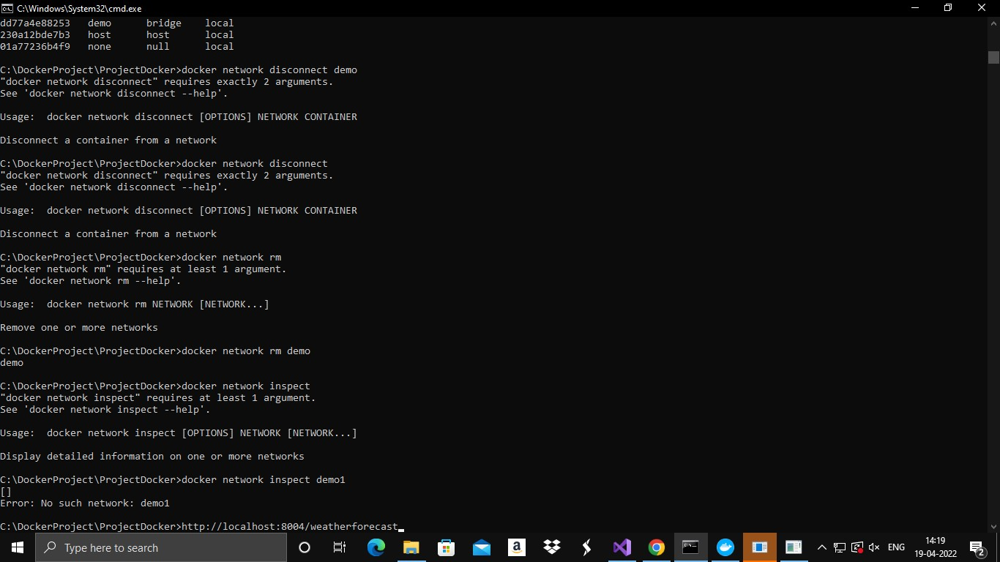 C:\Windows\System32\cmd.exe
dd77a4e88253   demo      bridge    local
230a12bde7b3   host      host      local
01a77236b4f9   none      null      local
C:\DockerProject\ProjectDocker>docker network disconnect demo
"docker network disconnect" requires exactly 2 arguments.
See 'docker network disconnect --help'.
Usage:  docker network disconnect [OPTIONS] NETWORK CONTAINER
Disconnect a container from a network
C:\DockerProject\ProjectDocker>docker network disconnect
"docker network disconnect" requires exactly 2 arguments.
See 'docker network disconnect --help'.
Usage:  docker network disconnect [OPTIONS] NETWORK CONTAINER
Disconnect a container from a network
C:\DockerProject\ProjectDocker>docker network rm
"docker network rm" requires at least 1 argument.
See 'docker network rm --help'.
Usage:  docker network rm NETWORK [NETWORK...]
Remove one or more networks
C:\DockerProject\ProjectDocker>docker network rm demo
demo
C:\DockerProject\ProjectDocker>docker network inspect
"docker network inspect" requires at least 1 argument.
See 'docker network inspect --help'.
Usage:  docker network inspect [OPTIONS] NETWORK [NETWORK...]
Display detailed information on one or more networks
C:\DockerProject\ProjectDocker>docker network inspect demo1
[]
Error: No such network: demo1
C:\DockerProject\ProjectDocker>http://localhost:8004/weatherforecast
Type here to search
a
ENG
14:19
19-04-2022
2